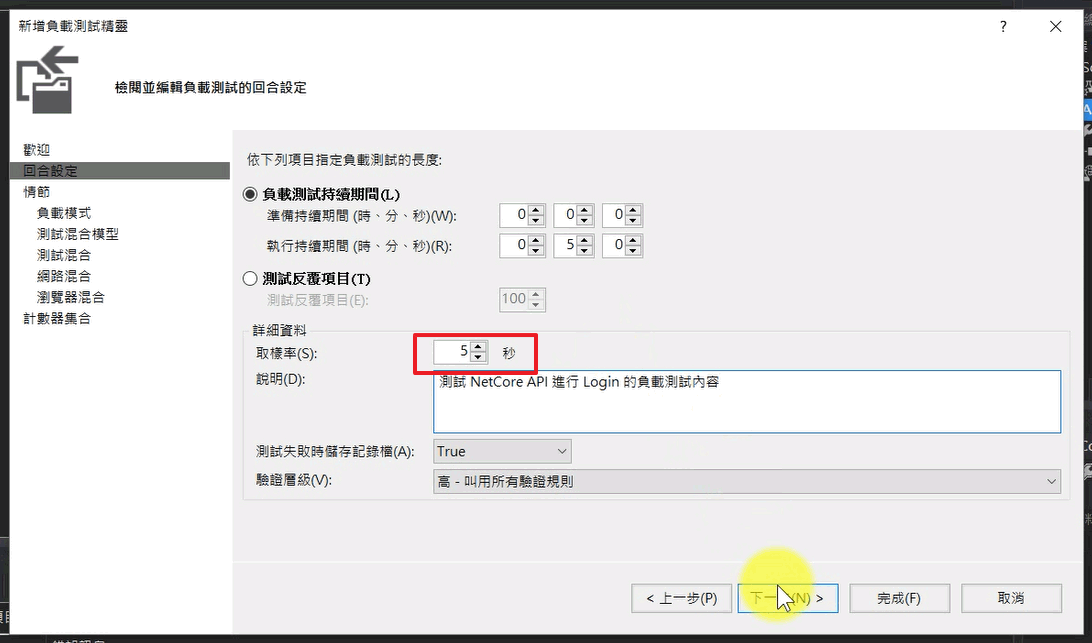 新增負載測試精靈
?
檢閱並編輯負載測試的回合設定
歡迎
回合設定
情節
負載模式
測試混合模型
測試混合
網路混合
瀏覽器混合
計數器集合
依下列項目指定負載測試的長度:
負載測試持續期間(L)
準備持續期間 (時、分、秒)(W): 0 0 0
執行持續期間 (時、分、秒)(R): 0 5 0
測試反覆項目(T)
測試反覆項目(E): 100
詳細資料
取樣率(S): 5 秒
說明(D): 測試 NetCore API 進行 Login 的負載測試內容
測試失敗時儲存記錄檔(A): True
驗證層級(V): 高 - 叫用所有驗證規則
< 上一步(P) 下一 (N) > 完成(F) 取消